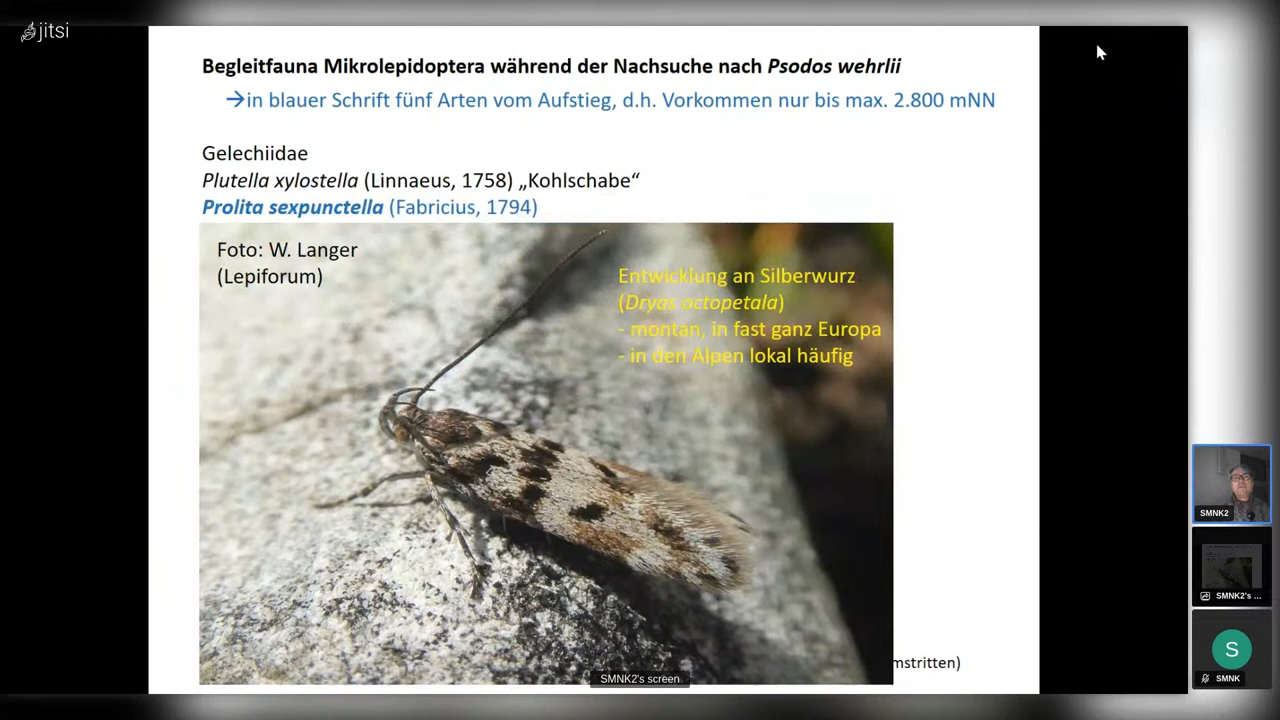 jitsi
Begleitfauna Mikrolepidoptera während der Nachsuche nach Psodos wehrlii
→in blauer Schrift fünf Arten vom Aufstieg, d.h. Vorkommen nur bis max. 2.800 mNN
Gelechiidae
Plutella xylostella (Linnaeus, 1758) „Kohlschabe“
Prolita sexpunctella (Fabricius, 1794)
Foto: W. Langer
(Lepiforum)
Entwicklung an Silberwurz
(Dryas octopetala)
- montan, in fast ganz Europa
- in den Alpen lokal häufig
mstritten)
SMNK2's screen
SMNK2
SMNK2's ...
S
SMNK